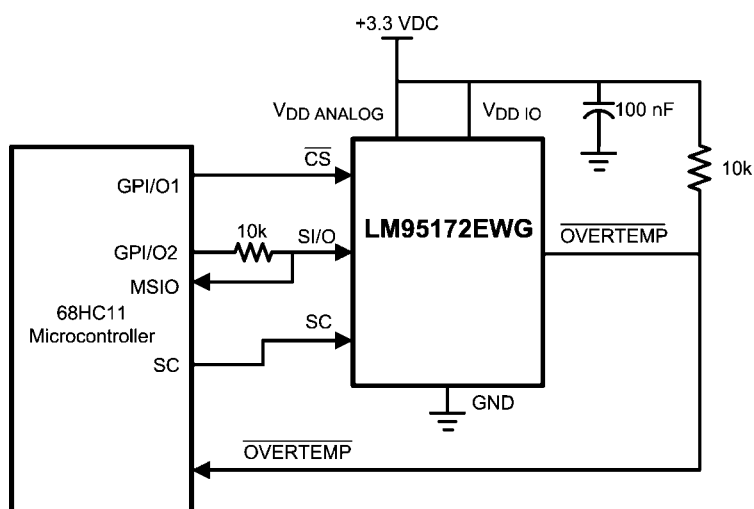 +3.3 VDC
VDD ANALOG
VDD IO
100 nF
10k
CS
GPI/O1
LM95172EWG
OVERTEMP
10k
SI/O
GPI/O2
MSIO
68HC11
Microcontroller
SC
SC
GND
OVERTEMP